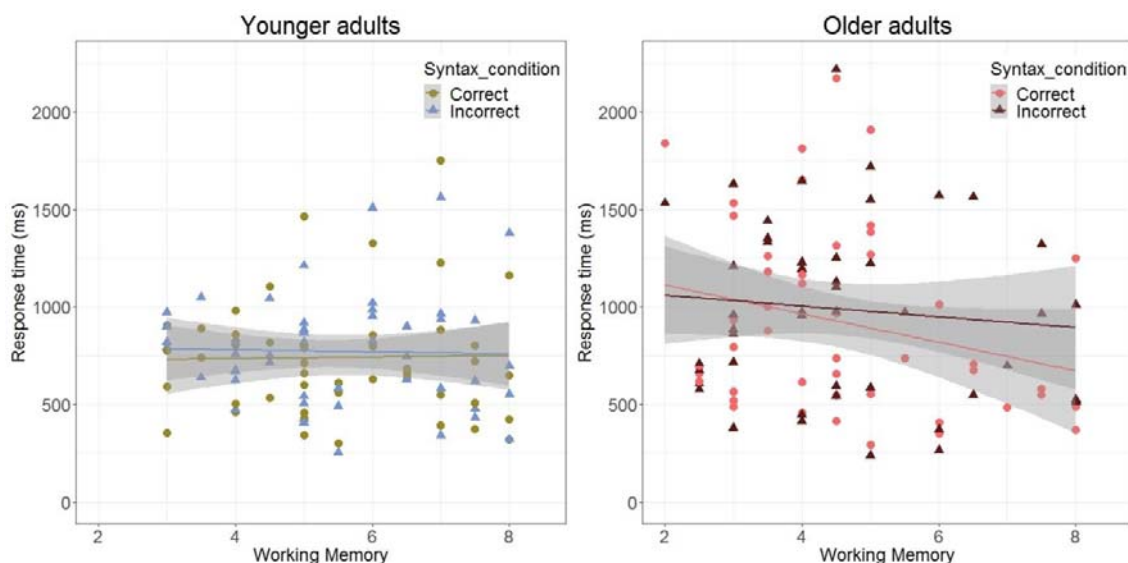 Younger adults
Syntax_condition
Correct
Incorrect
2000
1500
1000
500
0
Response time (ms)
2 4 6 8
Working Memory
Older adults
Syntax_condition
Correct
Incorrect
2000
1500
1000
500
0
Response time (ms)
2 4 6 8
Working Memory